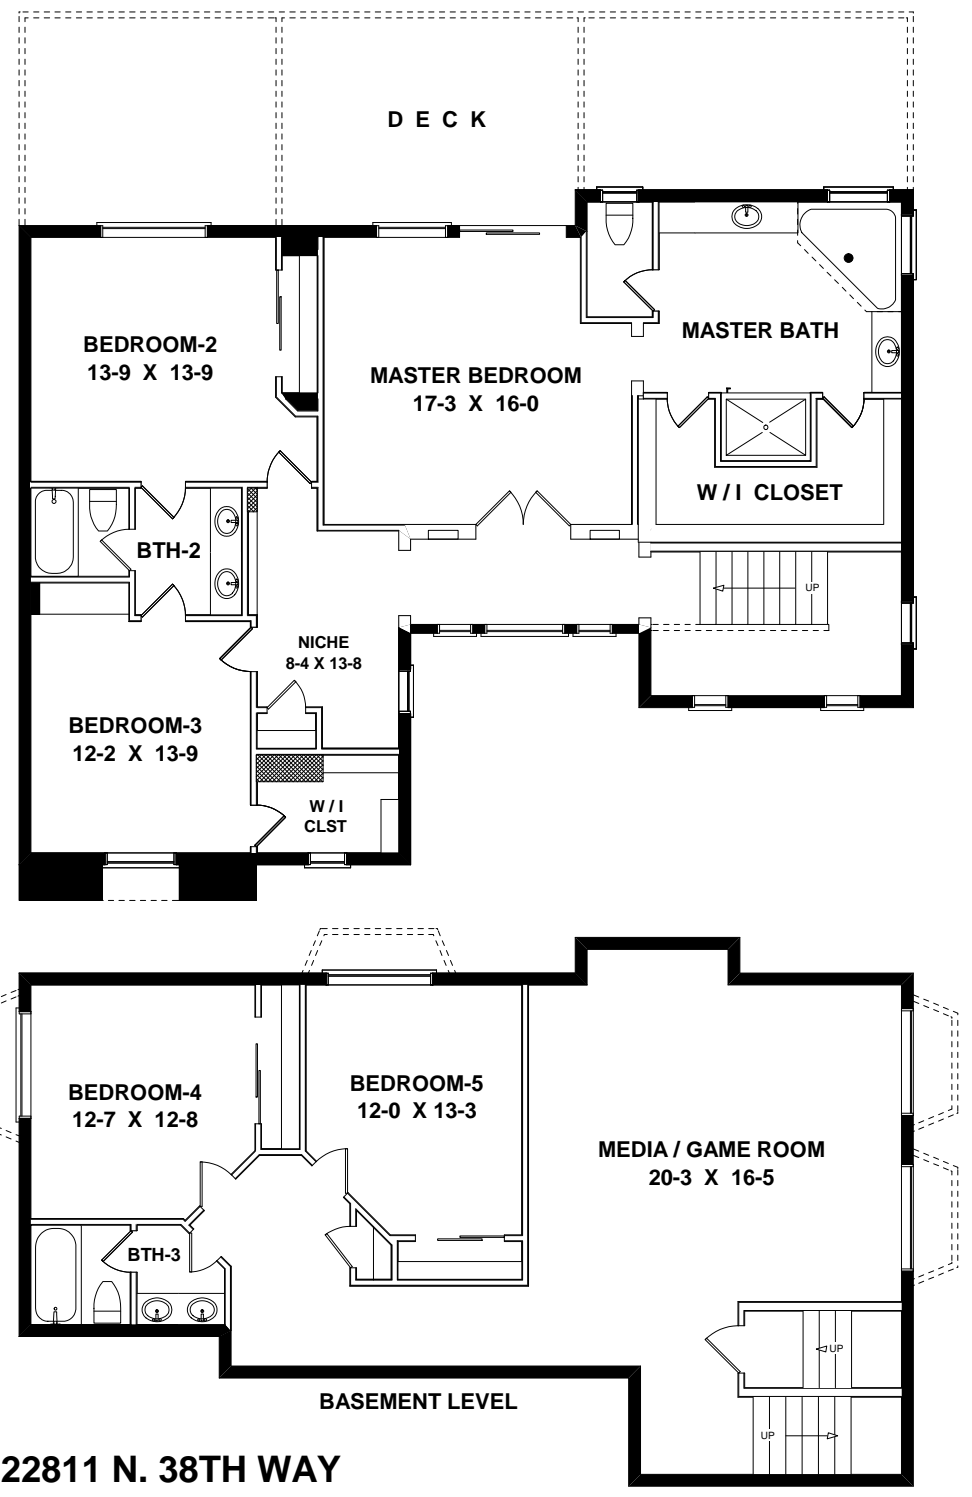 D E C K
BEDROOM-2
13-9 X 13-9
MASTER BEDROOM
17-3 X 16-0
MASTER BATH
W / I CLOSET
BTH-2
UP
NICHE
8-4 X 13-8
BEDROOM-3
12-2 X 13-9
W / I
CLST
BEDROOM-4
12-7 X 12-8
BEDROOM-5
12-0 X 13-3
MEDIA / GAME ROOM
20-3 X 16-5
BTH-3
UP
UP
BASEMENT LEVEL
22811 N. 38TH WAY